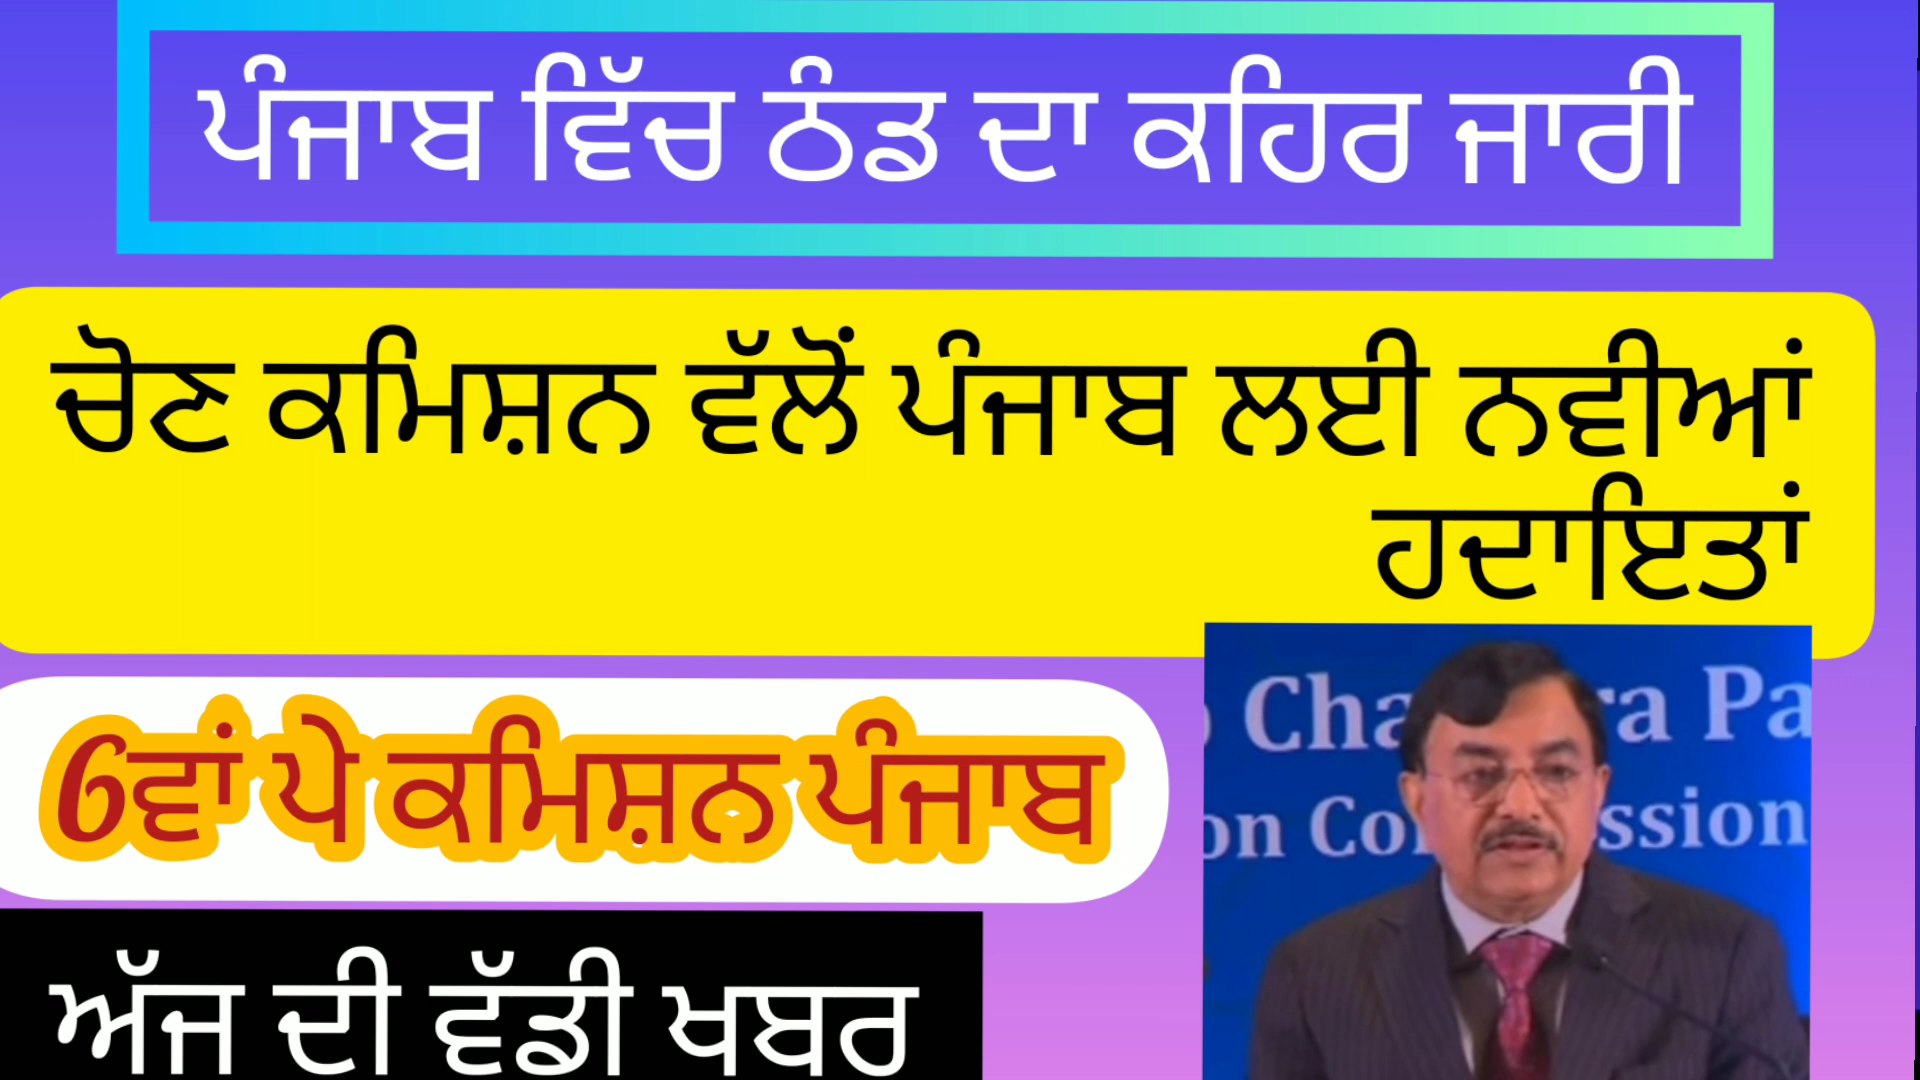 ਪੰਜਾਬ ਵਿੱਚ ਠੰਡ ਦਾ ਕਹਿਰ ਜਾਰੀ
ਚੋਣ ਕਮਿਸ਼ਨ ਵੱਲੋਂ ਪੰਜਾਬ ਲਈ ਨਵੀਆਂ
ਹਦਾਇਤਾਂ
6ਵਾਂ ਪੇ ਕਮਿਸ਼ਨ ਪੰਜਾਬ
ਅੱਜ ਦੀ ਵੱਡੀ ਖਬਰ